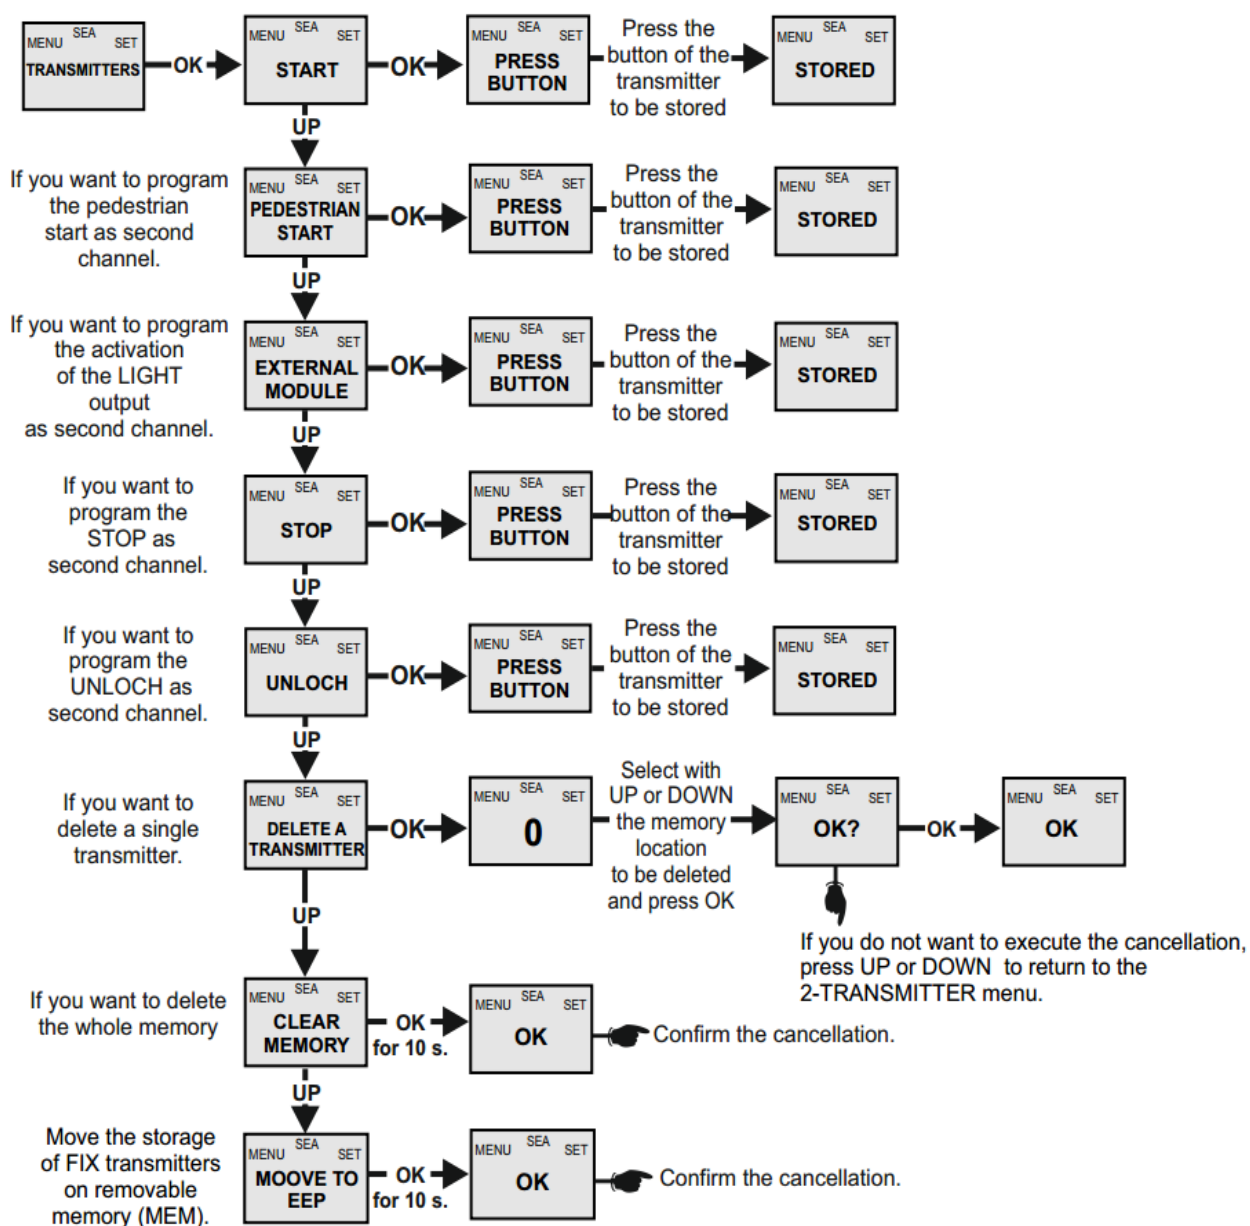 MENU SEA SET
TRANSMITTERS
OK
MENU SEA SET
START
OK
MENU SEA SET
PRESS
BUTTON
Press the
button of the
transmitter
to be stored
MENU SEA SET
STORED
UP
If you want to program
the pedestrian
start as second
channel.
MENU SEA SET
PEDESTRIAN
START
OK
MENU SEA SET
PRESS
BUTTON
Press the
button of the
transmitter
to be stored
MENU SEA SET
STORED
UP
If you want to program
the activation
of the LIGHT
output
as second channel.
MENU SEA SET
EXTERNAL
MODULE
OK
MENU SEA SET
PRESS
BUTTON
Press the
button of the
transmitter
to be stored
MENU SEA SET
STORED
UP
If you want to
program the
STOP as
second channel.
MENU SEA SET
STOP
OK
MENU SEA SET
PRESS
BUTTON
Press the
button of the
transmitter
to be stored
MENU SEA SET
STORED
UP
If you want to
program the
UNLOCH as
second channel.
MENU SEA SET
UNLOCH
OK
MENU SEA SET
PRESS
BUTTON
Press the
button of the
transmitter
to be stored
MENU SEA SET
STORED
UP
If you want to
delete a single
transmitter.
MENU SEA SET
DELETE A
TRANSMITTER
OK
MENU SEA SET
0
Select with
UP or DOWN
the memory
location
to be deleted
and press OK
MENU SEA SET
OK?
OK
MENU SEA SET
OK
If you do not want to execute the cancellation,
press UP or DOWN to return to the
2-TRANSMITTER menu.
UP
If you want to delete
the whole memory
MENU SEA SET
CLEAR
MEMORY
OK
for 10 s.
MENU SEA SET
OK
Confirm the cancellation.
UP
Move the storage
of FIX transmitters
on removable
memory (MEM).
MENU SEA SET
MOOVE TO
EEP
OK
for 10 s.
MENU SEA SET
OK
Confirm the cancellation.